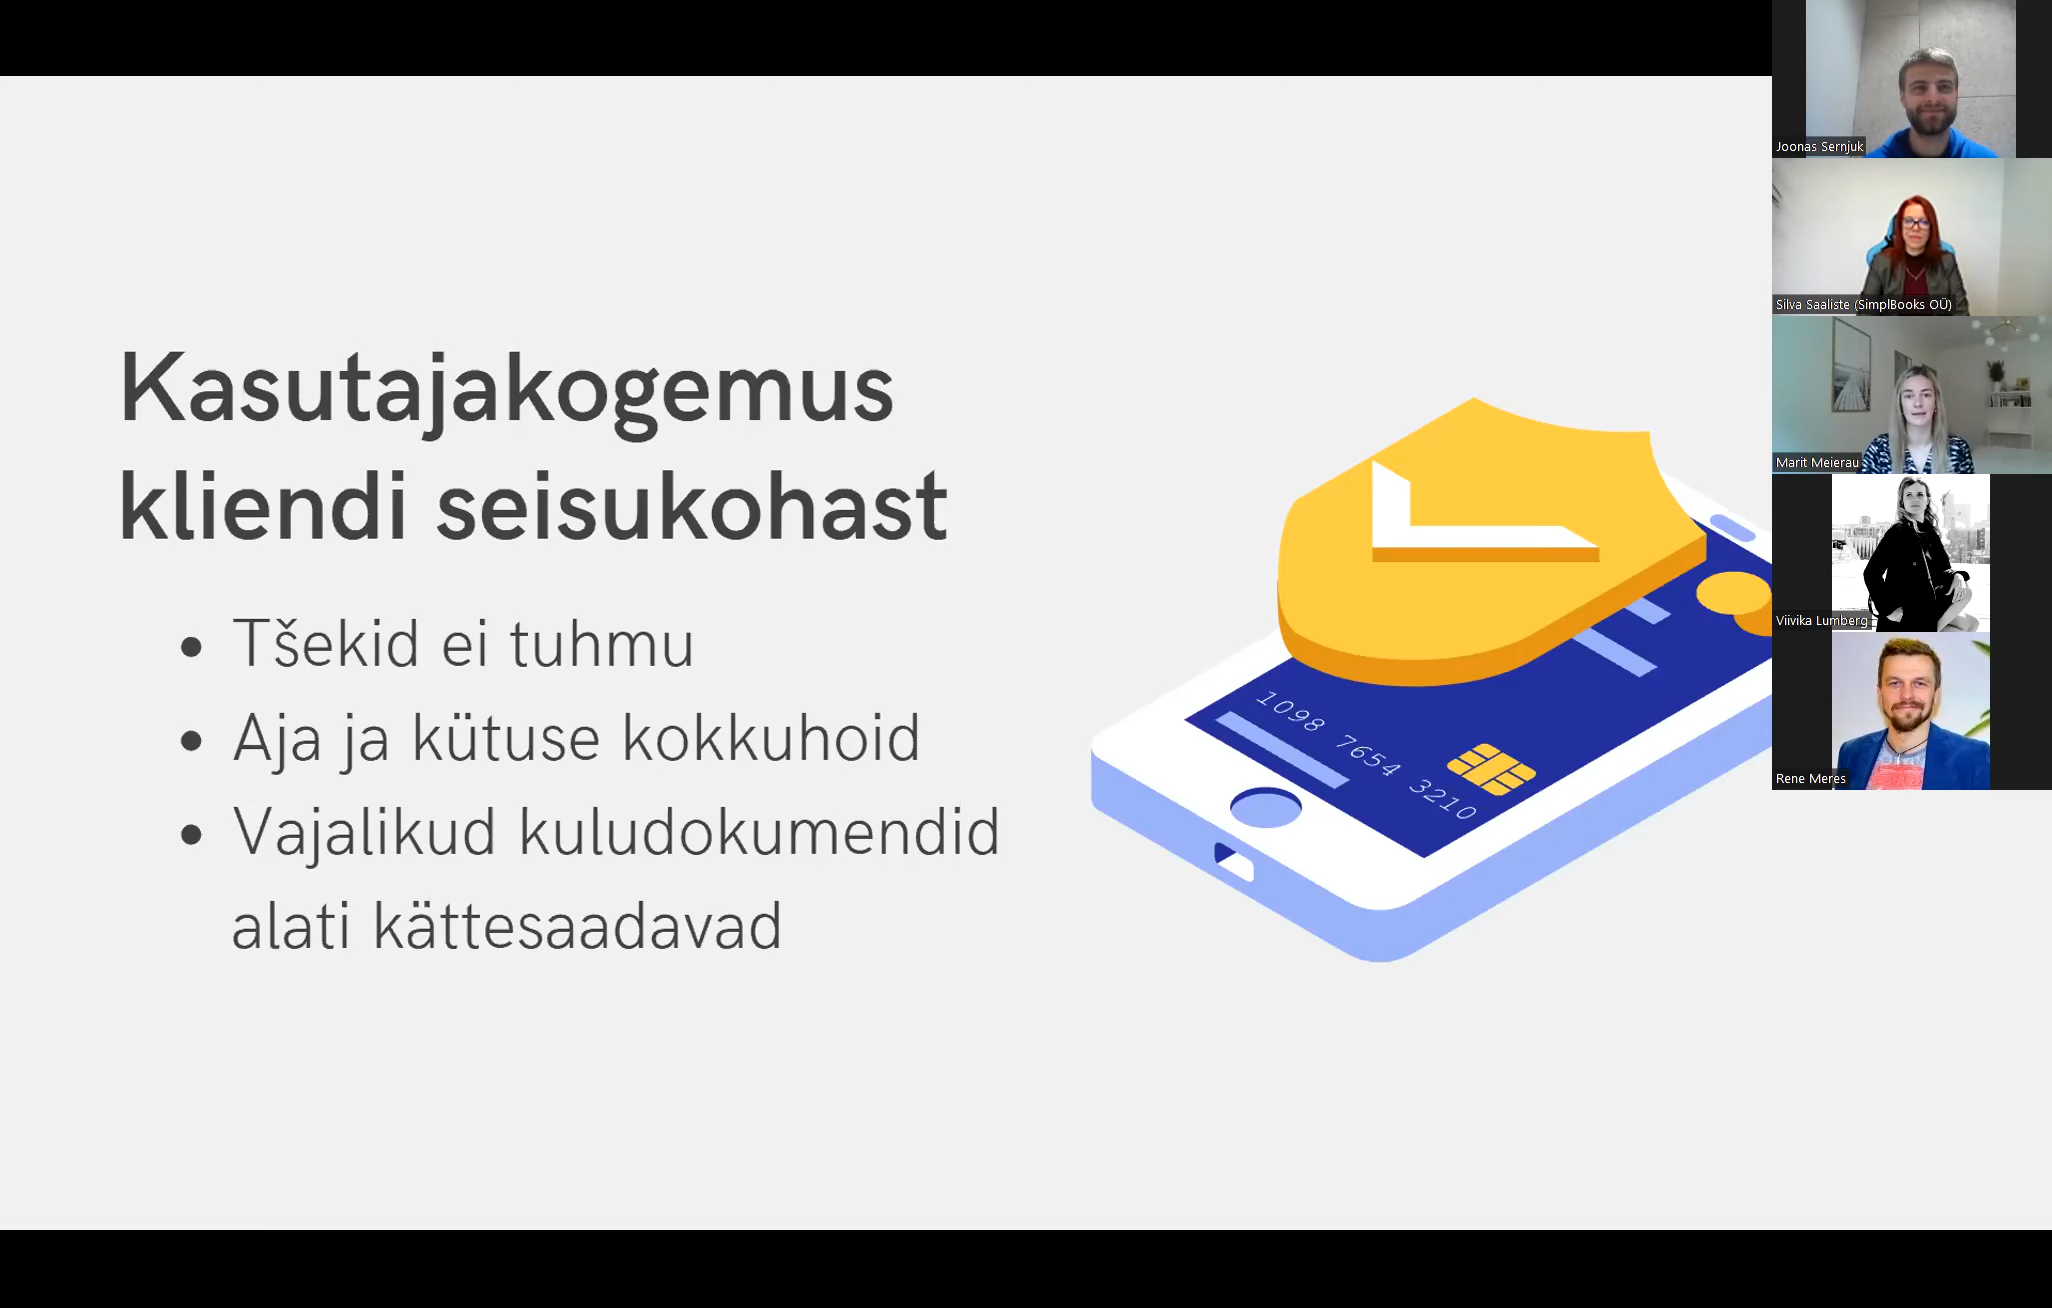 Kasutajakogemus
kliendi seisukohast
• Tšekid ei tuhmu
• Aja ja kütuse kokkuhoid
• Vajalikud kuludokumendid
alati kättesaadavad
1098 7654 3210
Joonas Sernjuk
Silva Saaliste (SimplBooks OÜ)
Marit Meierau
Viivika Lumberg
Rene Meres